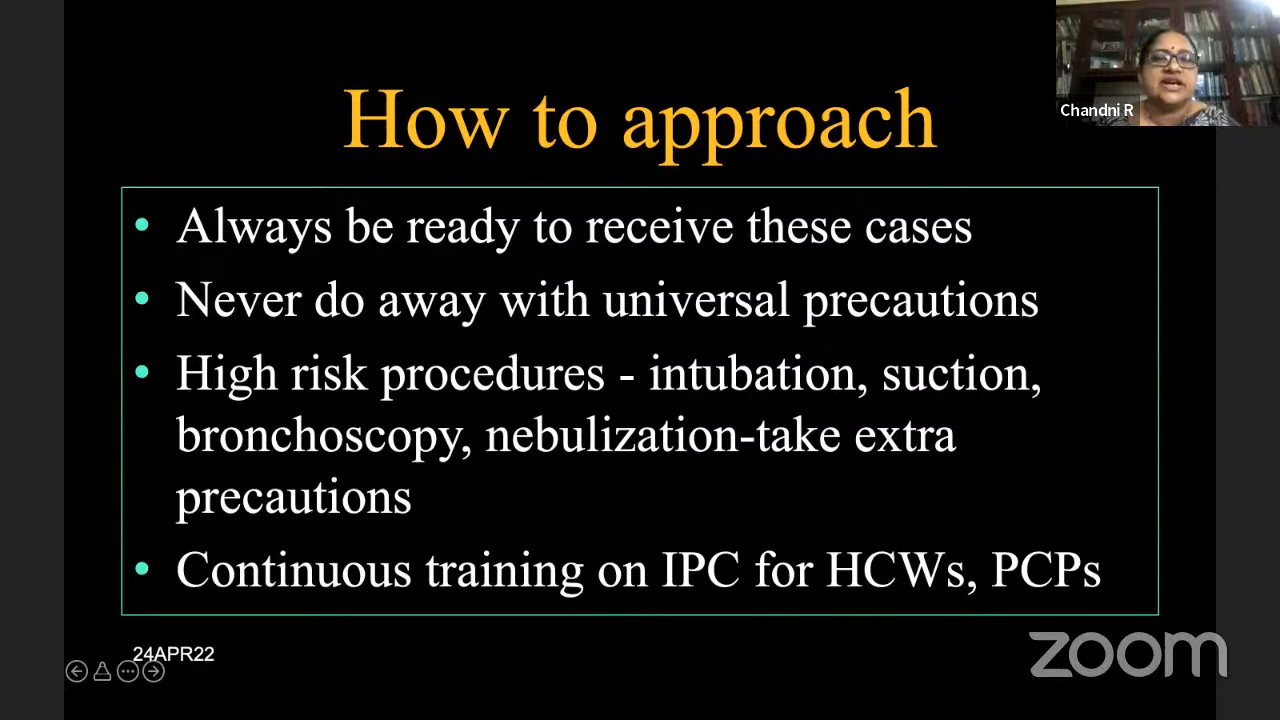 How to approach
Chandni R
• Always be ready to receive these cases
• Never do away with universal precautions
• High risk procedures - intubation, suction,
bronchoscopy, nebulization-take extra
precautions
• Continuous training on IPC for HCWs, PCPs
24APR22
zoom